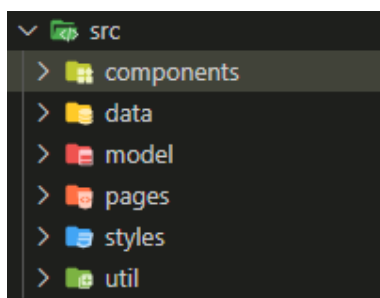 src
components
data
model
pages
styles
util